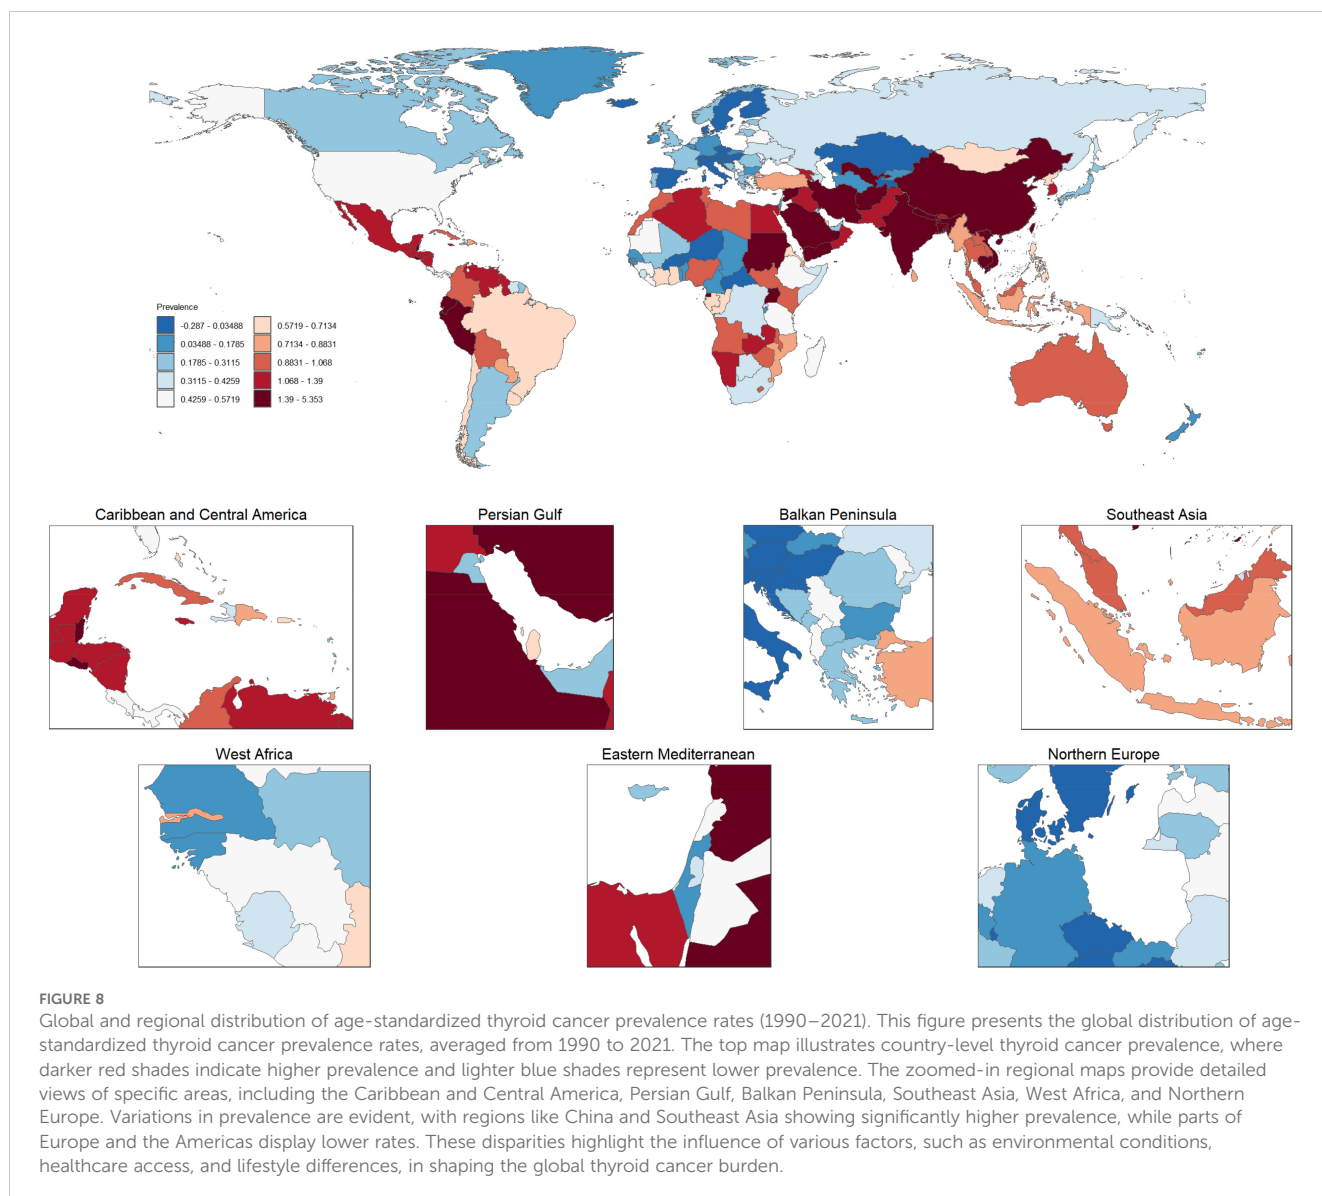 Prevalence
-0.287 - 0.03488
0.03488 - 0.1785
0.1785 - 0.3115
0.3115 - 0.4259
0.4259 - 0.5719
0.5719 - 0.7134
0.7134 - 0.8831
0.8831 - 1.068
1.068 - 1.39
1.39 - 5.353
Caribbean and Central America
Persian Gulf
Balkan Peninsula
Southeast Asia
West Africa
Eastern Mediterranean
Northern Europe
FIGURE 8
Global and regional distribution of age-standardized thyroid cancer prevalence rates (1990–2021). This figure presents the global distribution of age-
standardized thyroid cancer prevalence rates, averaged from 1990 to 2021. The top map illustrates country-level thyroid cancer prevalence, where
darker red shades indicate higher prevalence and lighter blue shades represent lower prevalence. The zoomed-in regional maps provide detailed
views of specific areas, including the Caribbean and Central America, Persian Gulf, Balkan Peninsula, Southeast Asia, West Africa, and Northern
Europe. Variations in prevalence are evident, with regions like China and Southeast Asia showing significantly higher prevalence, while parts of
Europe and the Americas display lower rates. These disparities highlight the influence of various factors, such as environmental conditions,
healthcare access, and lifestyle differences, in shaping the global thyroid cancer burden.